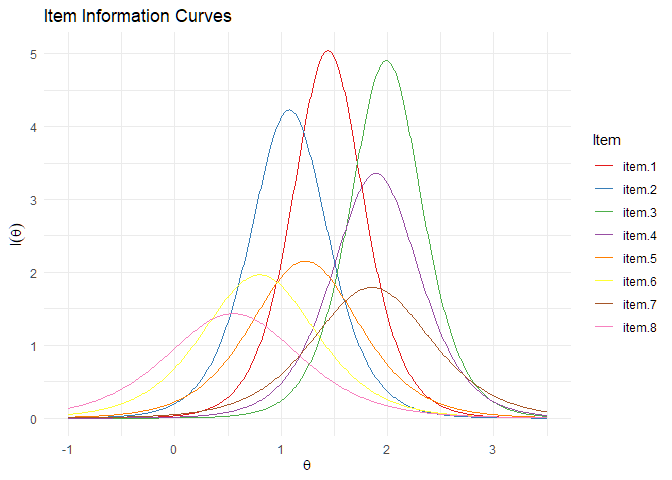 Item Information Curves
5
4
3
2
1
0
I(θ)
-1 0 1 2 3
θ
Item
item.1
item.2
item.3
item.4
item.5
item.6
item.7
item.8